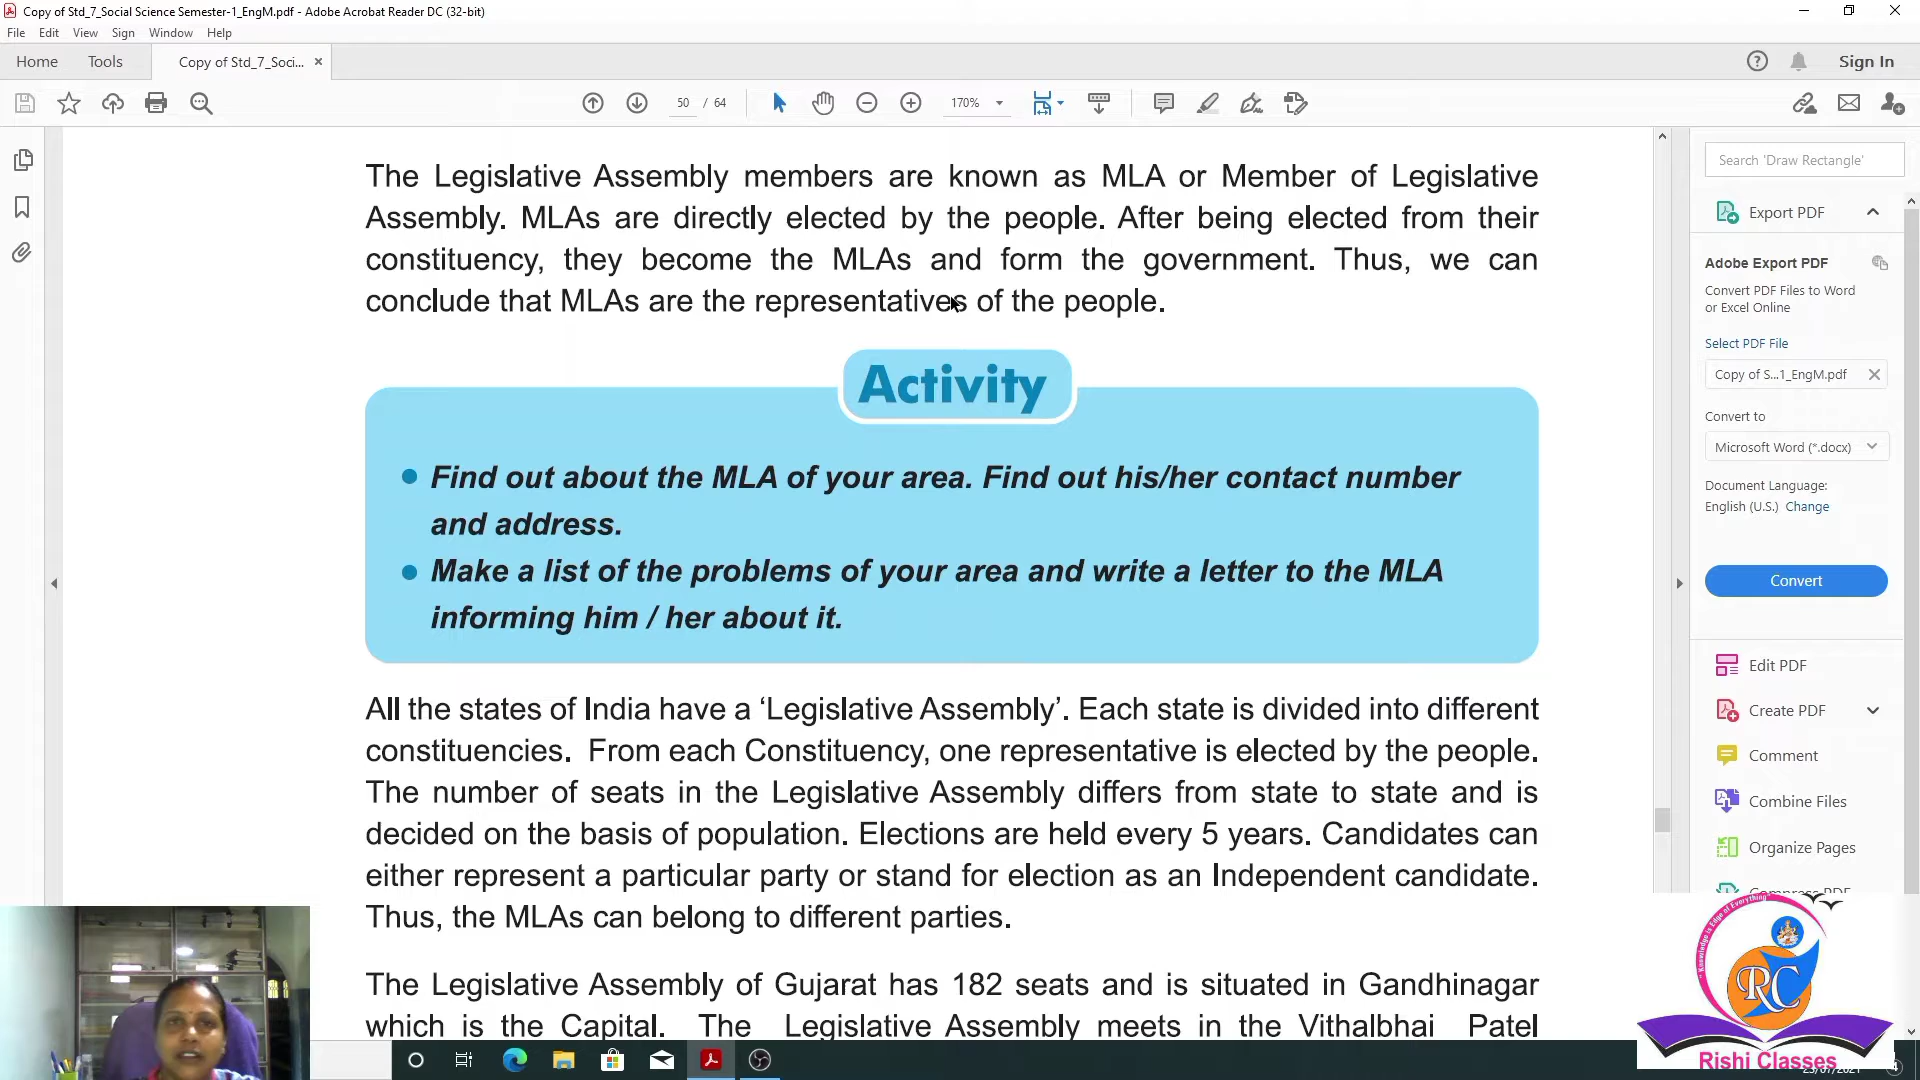 Copy of Std_7_Social Science Semester-1_EngM.pdf - Adobe Acrobat Reader DC (32-bit)
File Edit View Sign Window Help
Home Tools Copy of Std_7_Soci... Sign In
50 / 64 170%
The Legislative Assembly members are known as MLA or Member of Legislative
Assembly. MLAs are directly elected by the people. After being elected from their
constituency, they become the MLAs and form the government. Thus, we can
conclude that MLAs are the representatives of the people.
Activity
Find out about the MLA of your area. Find out his/her contact number
and address.
Make a list of the problems of your area and write a letter to the MLA
informing him / her about it.
All the states of India have a ‘Legislative Assembly’. Each state is divided into different
constituencies. From each Constituency, one representative is elected by the people.
The number of seats in the Legislative Assembly differs from state to state and is
decided on the basis of population. Elections are held every 5 years. Candidates can
either represent a particular party or stand for election as an Independent candidate.
Thus, the MLAs can belong to different parties.
The Legislative Assembly of Gujarat has 182 seats and is situated in Gandhinagar
which is the Capital. The Legislative Assembly meets in the Vithalbhai Patel
Search 'Draw Rectangle'
Export PDF
Adobe Export PDF
Convert PDF Files to Word
or Excel Online
Select PDF File
Copy of S...1_EngM.pdf
Convert to
Microsoft Word (*.docx)
Document Language:
English (U.S.) Change
Convert
Edit PDF
Create PDF
Comment
Combine Files
Organize Pages
Compress PDF
"Knowledge is Edge of Everything"
RC
Rishi Classes